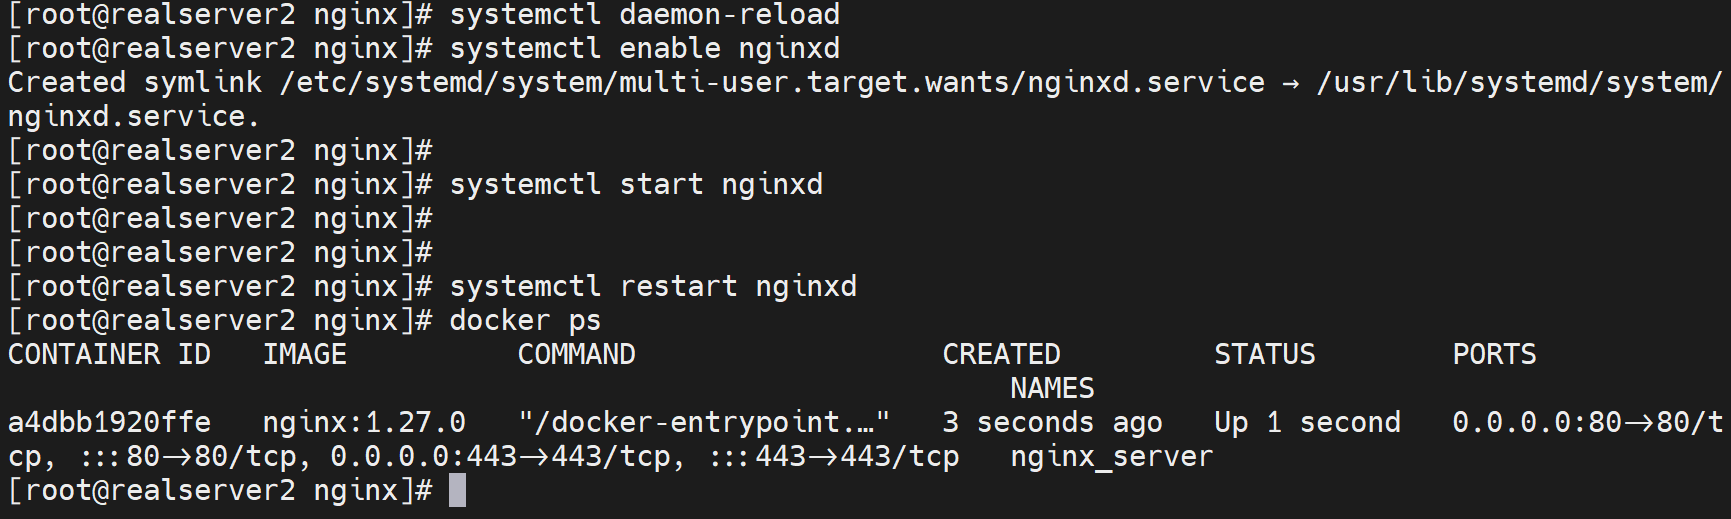 [root@realserver2 nginx]# systemctl daemon-reload
[root@realserver2 nginx]# systemctl enable nginxd
Created symlink /etc/systemd/system/multi-user.target.wants/nginxd.service → /usr/lib/systemd/system/
nginxd.service.
[root@realserver2 nginx]#
[root@realserver2 nginx]# systemctl start nginxd
[root@realserver2 nginx]#
[root@realserver2 nginx]#
[root@realserver2 nginx]# systemctl restart nginxd
[root@realserver2 nginx]# docker ps
CONTAINER ID   IMAGE          COMMAND                  CREATED         STATUS        PORTS
                                                           NAMES
a4dbb1920ffe   nginx:1.27.0   "/docker-entrypoint.…"   3 seconds ago   Up 1 second   0.0.0.0:80->80/t
cp, :::80->80/tcp, 0.0.0.0:443->443/tcp, :::443->443/tcp   nginx_server
[root@realserver2 nginx]#